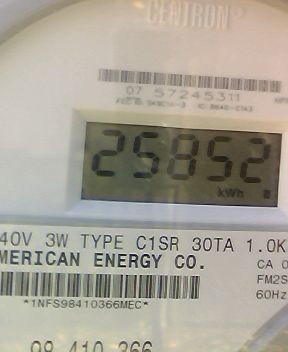 CENTRON®
07 57245311
25852
kWh
40V 3W TYPE C1SR 30TA 1.0K
MERICAN ENERGY CO.
CA 0
FM2S
60Hz
*1NFS98410366MEC*
98 410 366